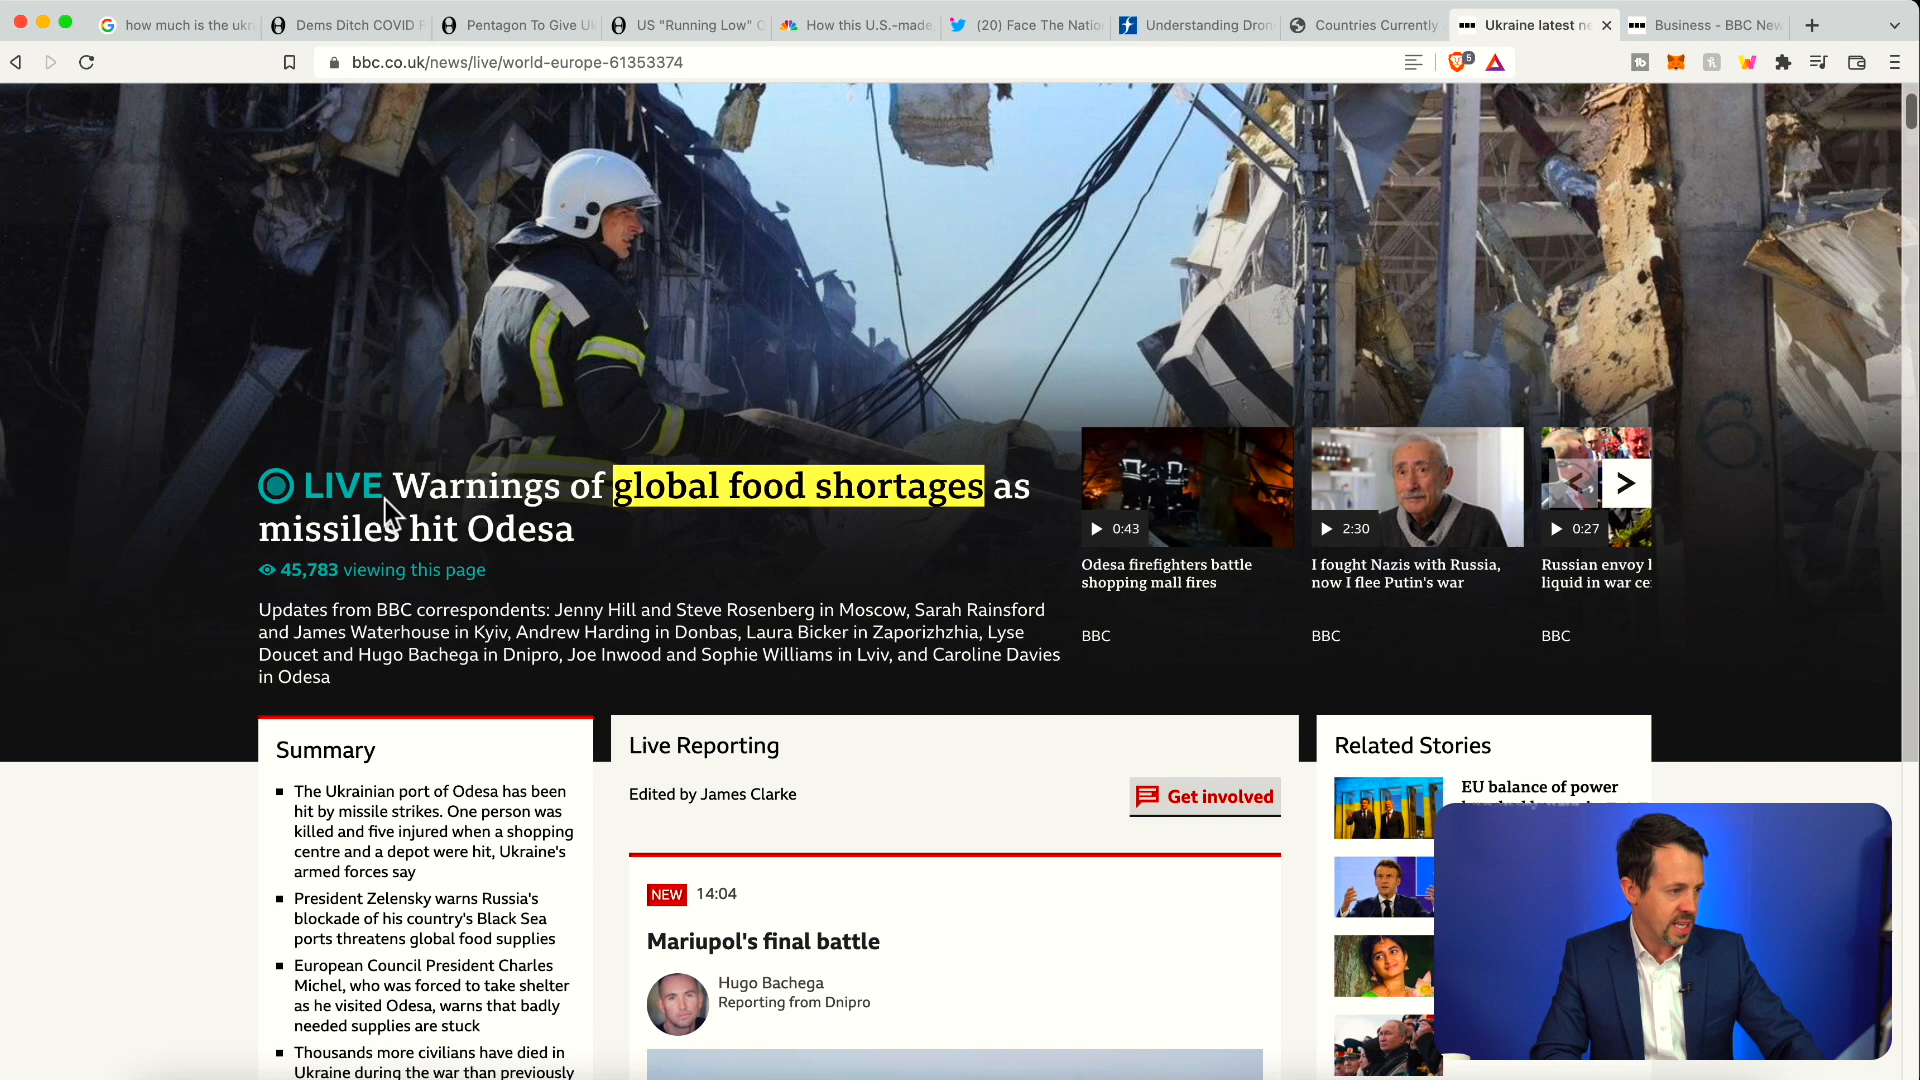 how much is the ukr
Dems Ditch COVID F
Pentagon To Give Uk
US "Running Low" O
How this U.S.-made
(20) Face The Natio
Understanding Dron
Countries Currently
Ukraine latest ne
Business - BBC New
bbc.co.uk/news/live/world-europe-61353374
5
LIVE Warnings of global food shortages as
missiles hit Odesa
45,783 viewing this page
Updates from BBC correspondents: Jenny Hill and Steve Rosenberg in Moscow, Sarah Rainsford
and James Waterhouse in Kyiv, Andrew Harding in Donbas, Laura Bicker in Zaporizhzhia, Lyse
Doucet and Hugo Bachega in Dnipro, Joe Inwood and Sophie Williams in Lviv, and Caroline Davies
in Odesa
0:43
Odesa firefighters battle
shopping mall fires
BBC
2:30
I fought Nazis with Russia,
now I flee Putin's war
BBC
0:27
Russian envoy
liquid in war ce
BBC
Summary
The Ukrainian port of Odesa has been
hit by missile strikes. One person was
killed and five injured when a shopping
centre and a depot were hit, Ukraine's
armed forces say
President Zelensky warns Russia's
blockade of his country's Black Sea
ports threatens global food supplies
European Council President Charles
Michel, who was forced to take shelter
as he visited Odesa, warns that badly
needed supplies are stuck
Thousands more civilians have died in
Ukraine during the war than previously
Live Reporting
Edited by James Clarke
Get involved
NEW 14:04
Mariupol's final battle
Hugo Bachega
Reporting from Dnipro
Related Stories
EU balance of power